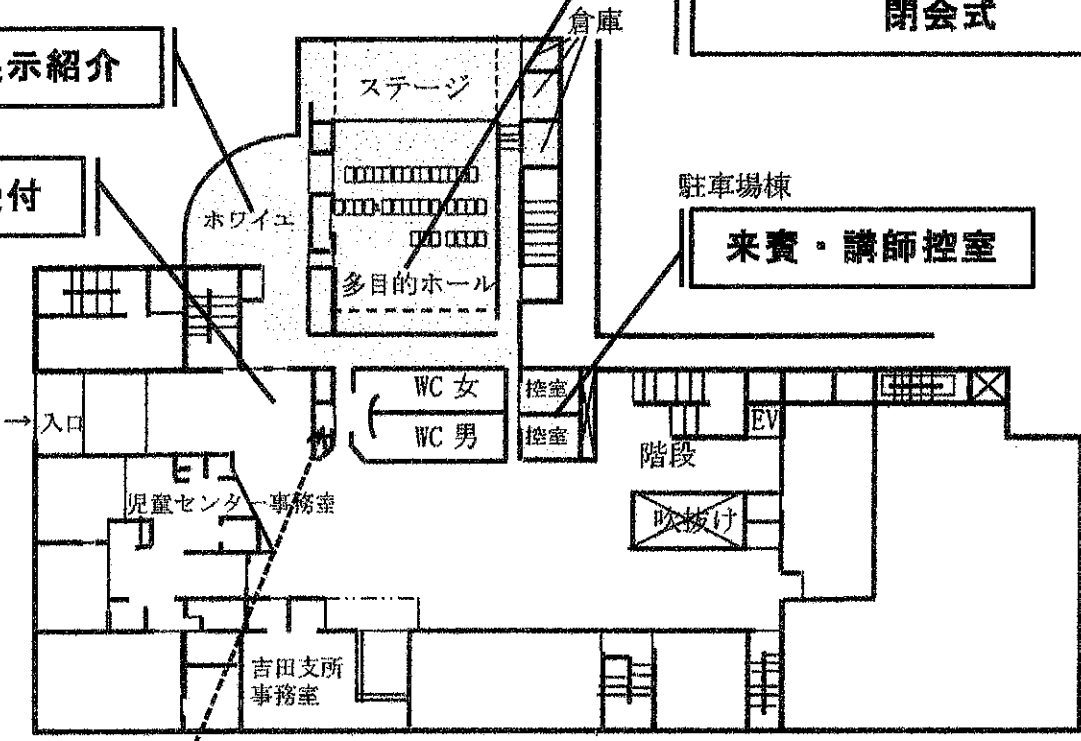 倉庫
閉会式
示紹介
ステージ
付
駐車場棟
ホワイエ
来賓・講師控室
多目的ホール
WC 女
控室
→入口
WC 男
控室
EV
階段
児童センター事務室
吹抜け
吉田支所
事務室